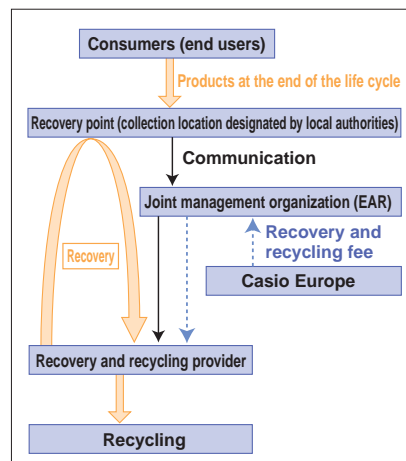 Consumers (end users)
Products at the end of the life cycle
Recovery point (collection location designated by local authorities)
Communication
Joint management organization (EAR)
Recovery and
recycling fee
Recovery
Casio Europe
Recovery and recycling provider
Recycling